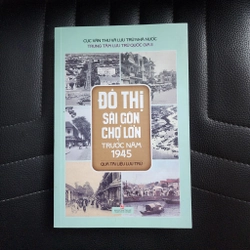 CỤC VĂN THƯ VÀ LƯU TRỮ NHÀ NƯỚC
TRUNG TÂM LƯU TRỮ QUỐC GIA II
ĐÔ THỊ
SÀI GÒN
CHỢ LỚN
TRƯỚC NĂM
1945
QUA TÀI LIỆU LƯU TRỮ